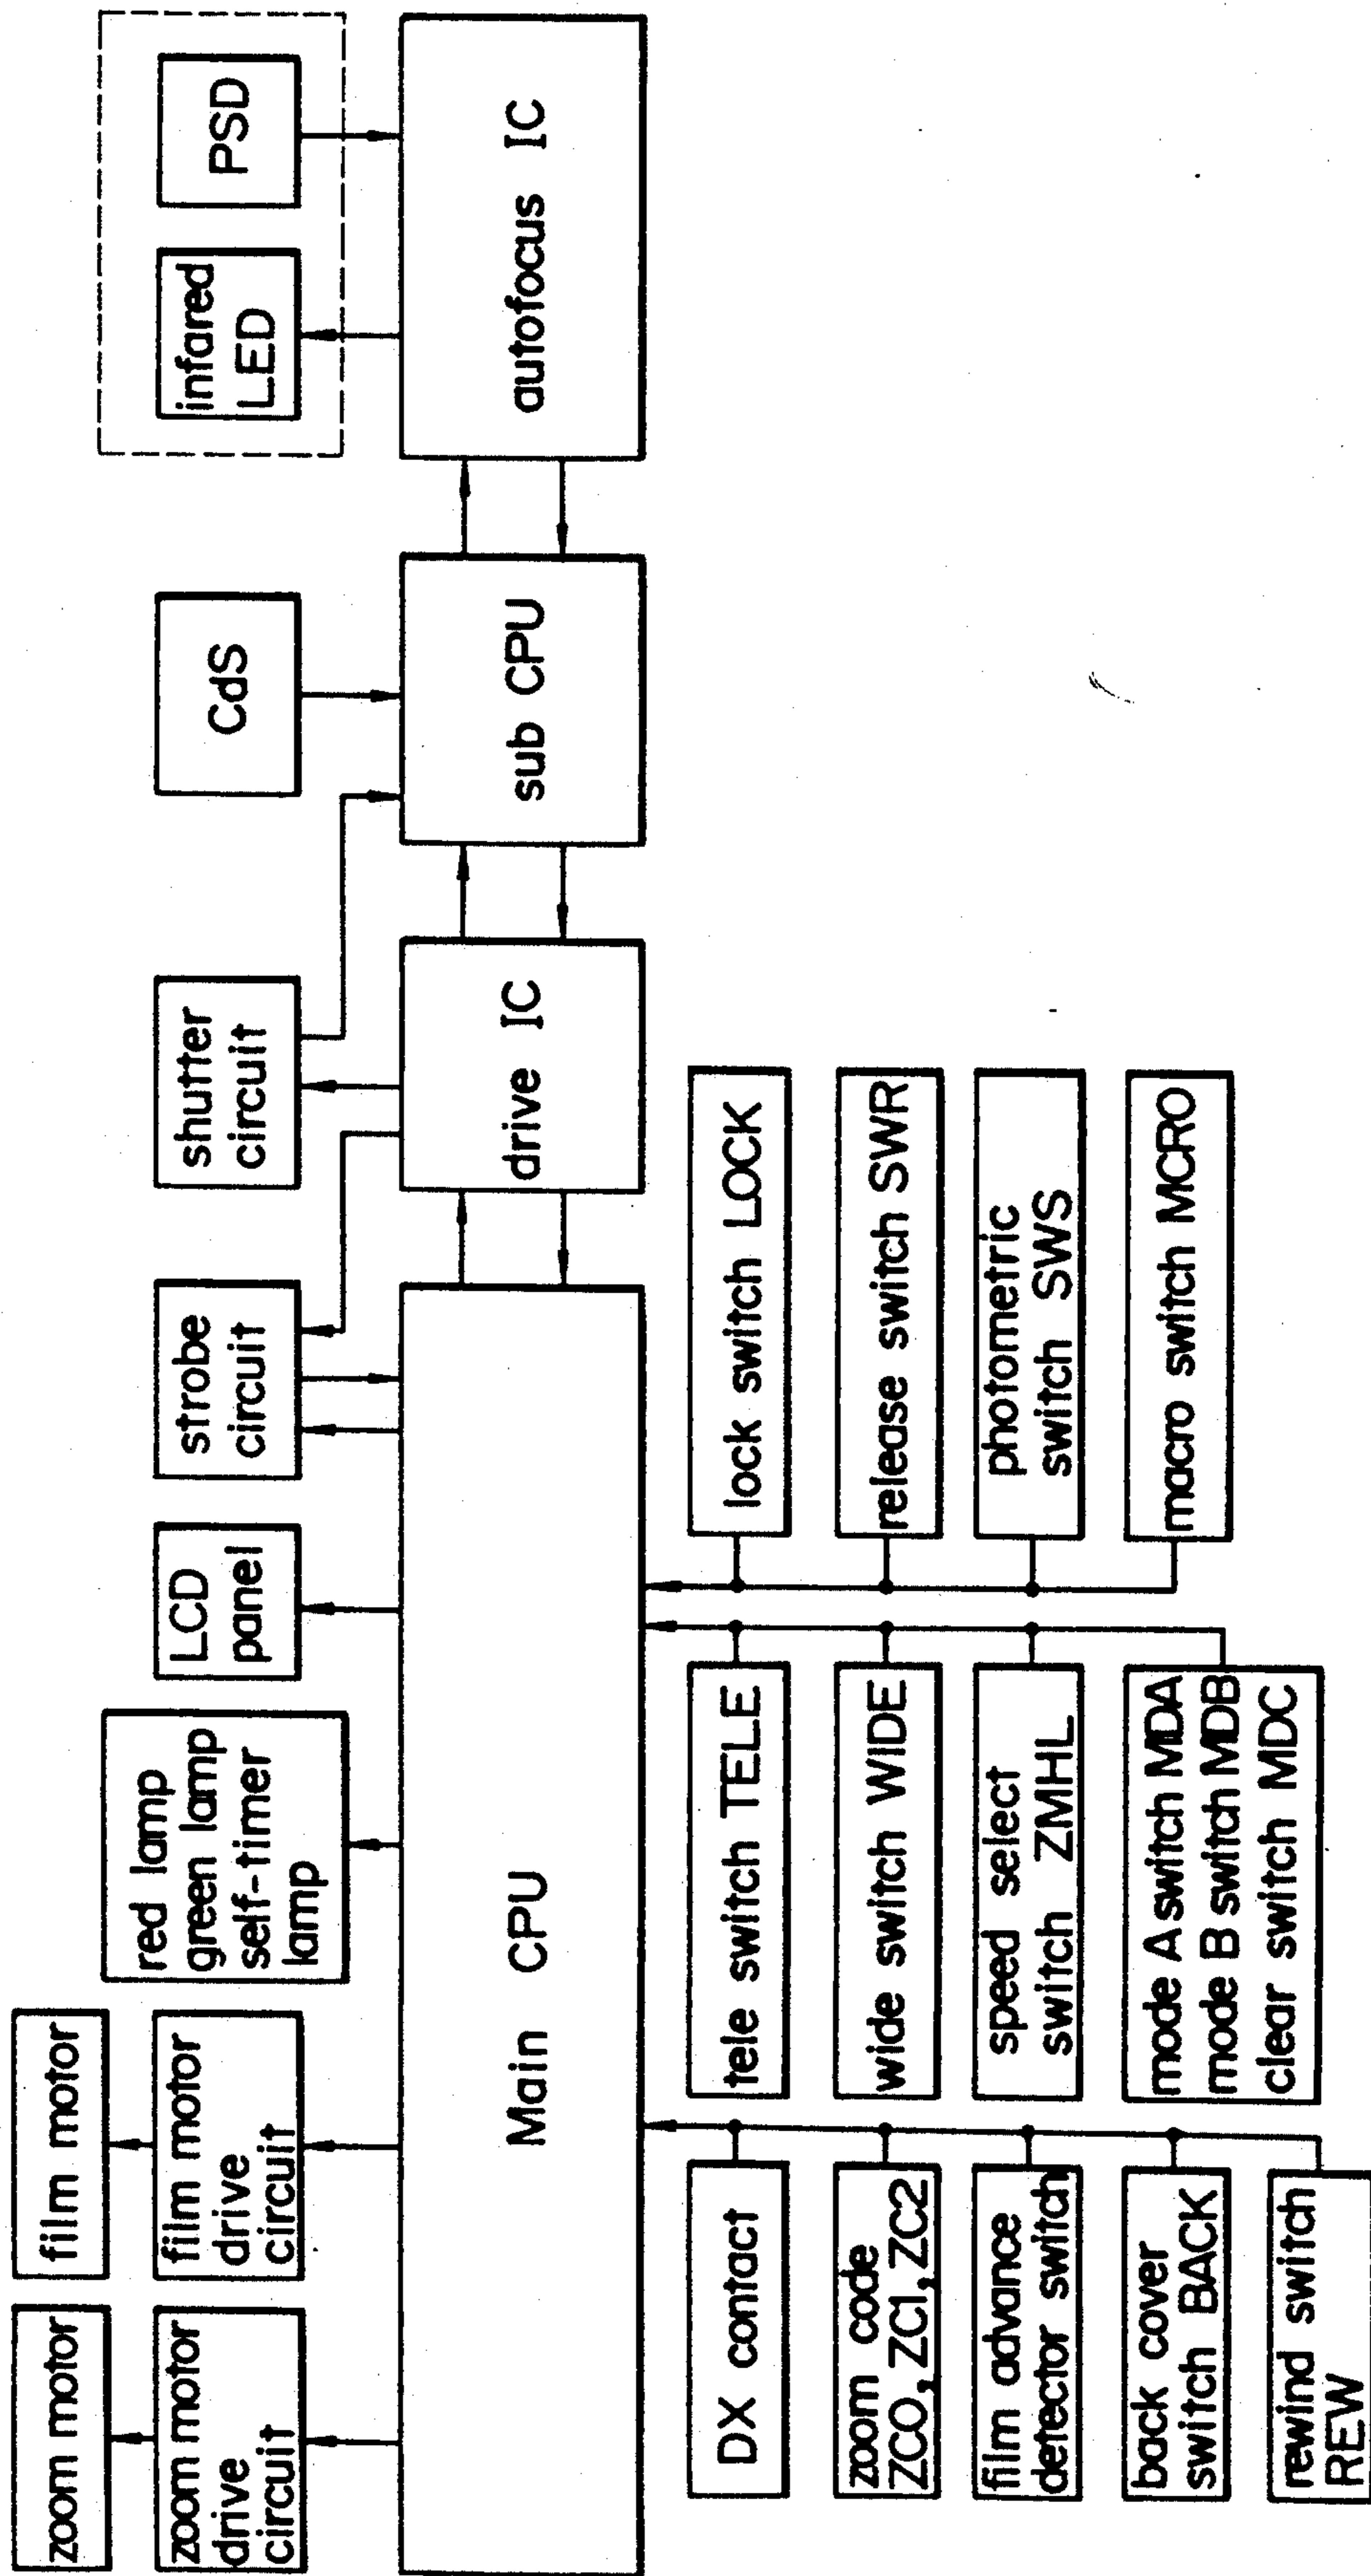 zoom motor
film motor
zoom motor
drive
circuit
film motor
drive
circuit
red lamp
green lamp
self-timer
lamp
LCD
panel
strobe
circuit
shutter
circuit
CdS
infared
LED
PSD
Main CPU
drive IC
sub CPU
autofocus IC
DX contact
zoom code
ZC0, ZC1, ZC2
film advance
detector switch
back cover
switch BACK
rewind switch
REW
tele switch TELE
wide switch WIDE
speed select
switch ZMHL
mode A switch MDA
mode B switch MDB
clear switch MDC
lock switch LOCK
release switch SWR
photometric
switch SWS
macro switch MCRO